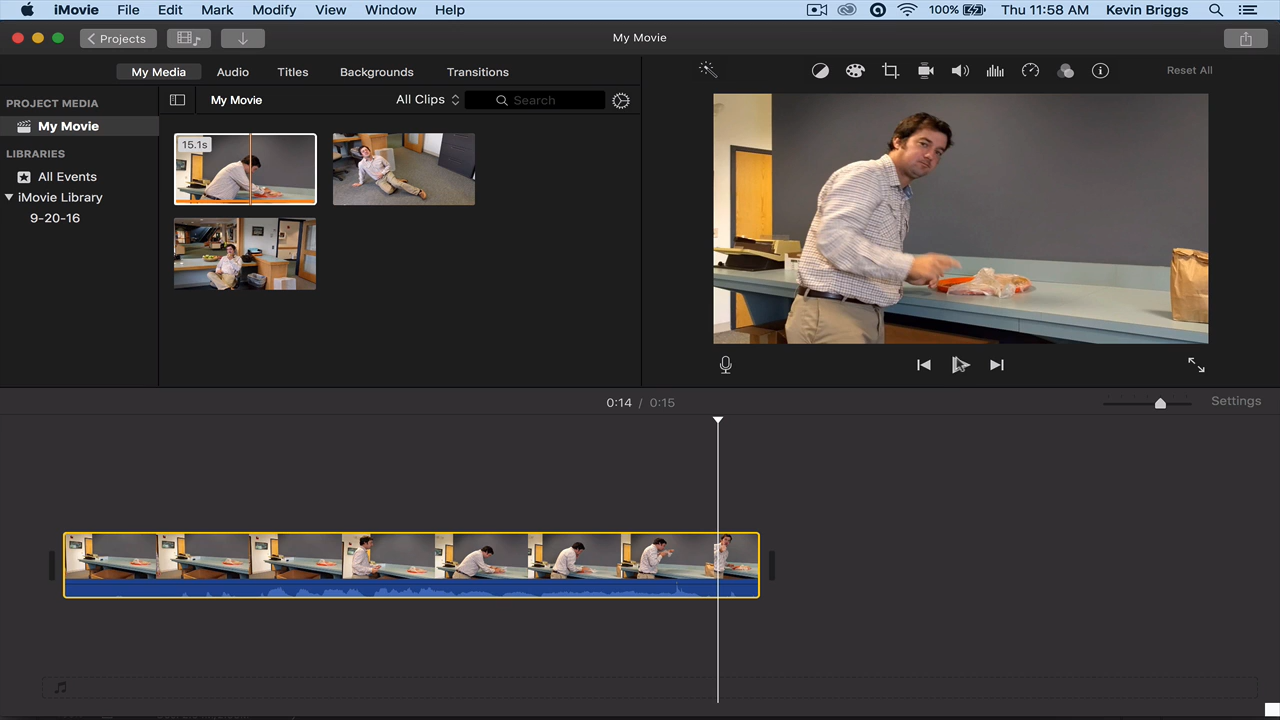 iMovie File Edit Mark Modify View Window Help 100% Thu 11:58 AM Kevin Briggs
Projects My Movie
My Media Audio Titles Backgrounds Transitions Reset All
PROJECT MEDIA My Movie All Clips Search
My Movie
LIBRARIES
All Events
iMovie Library
9-20-16
15.1s
0:14 / 0:15 Settings